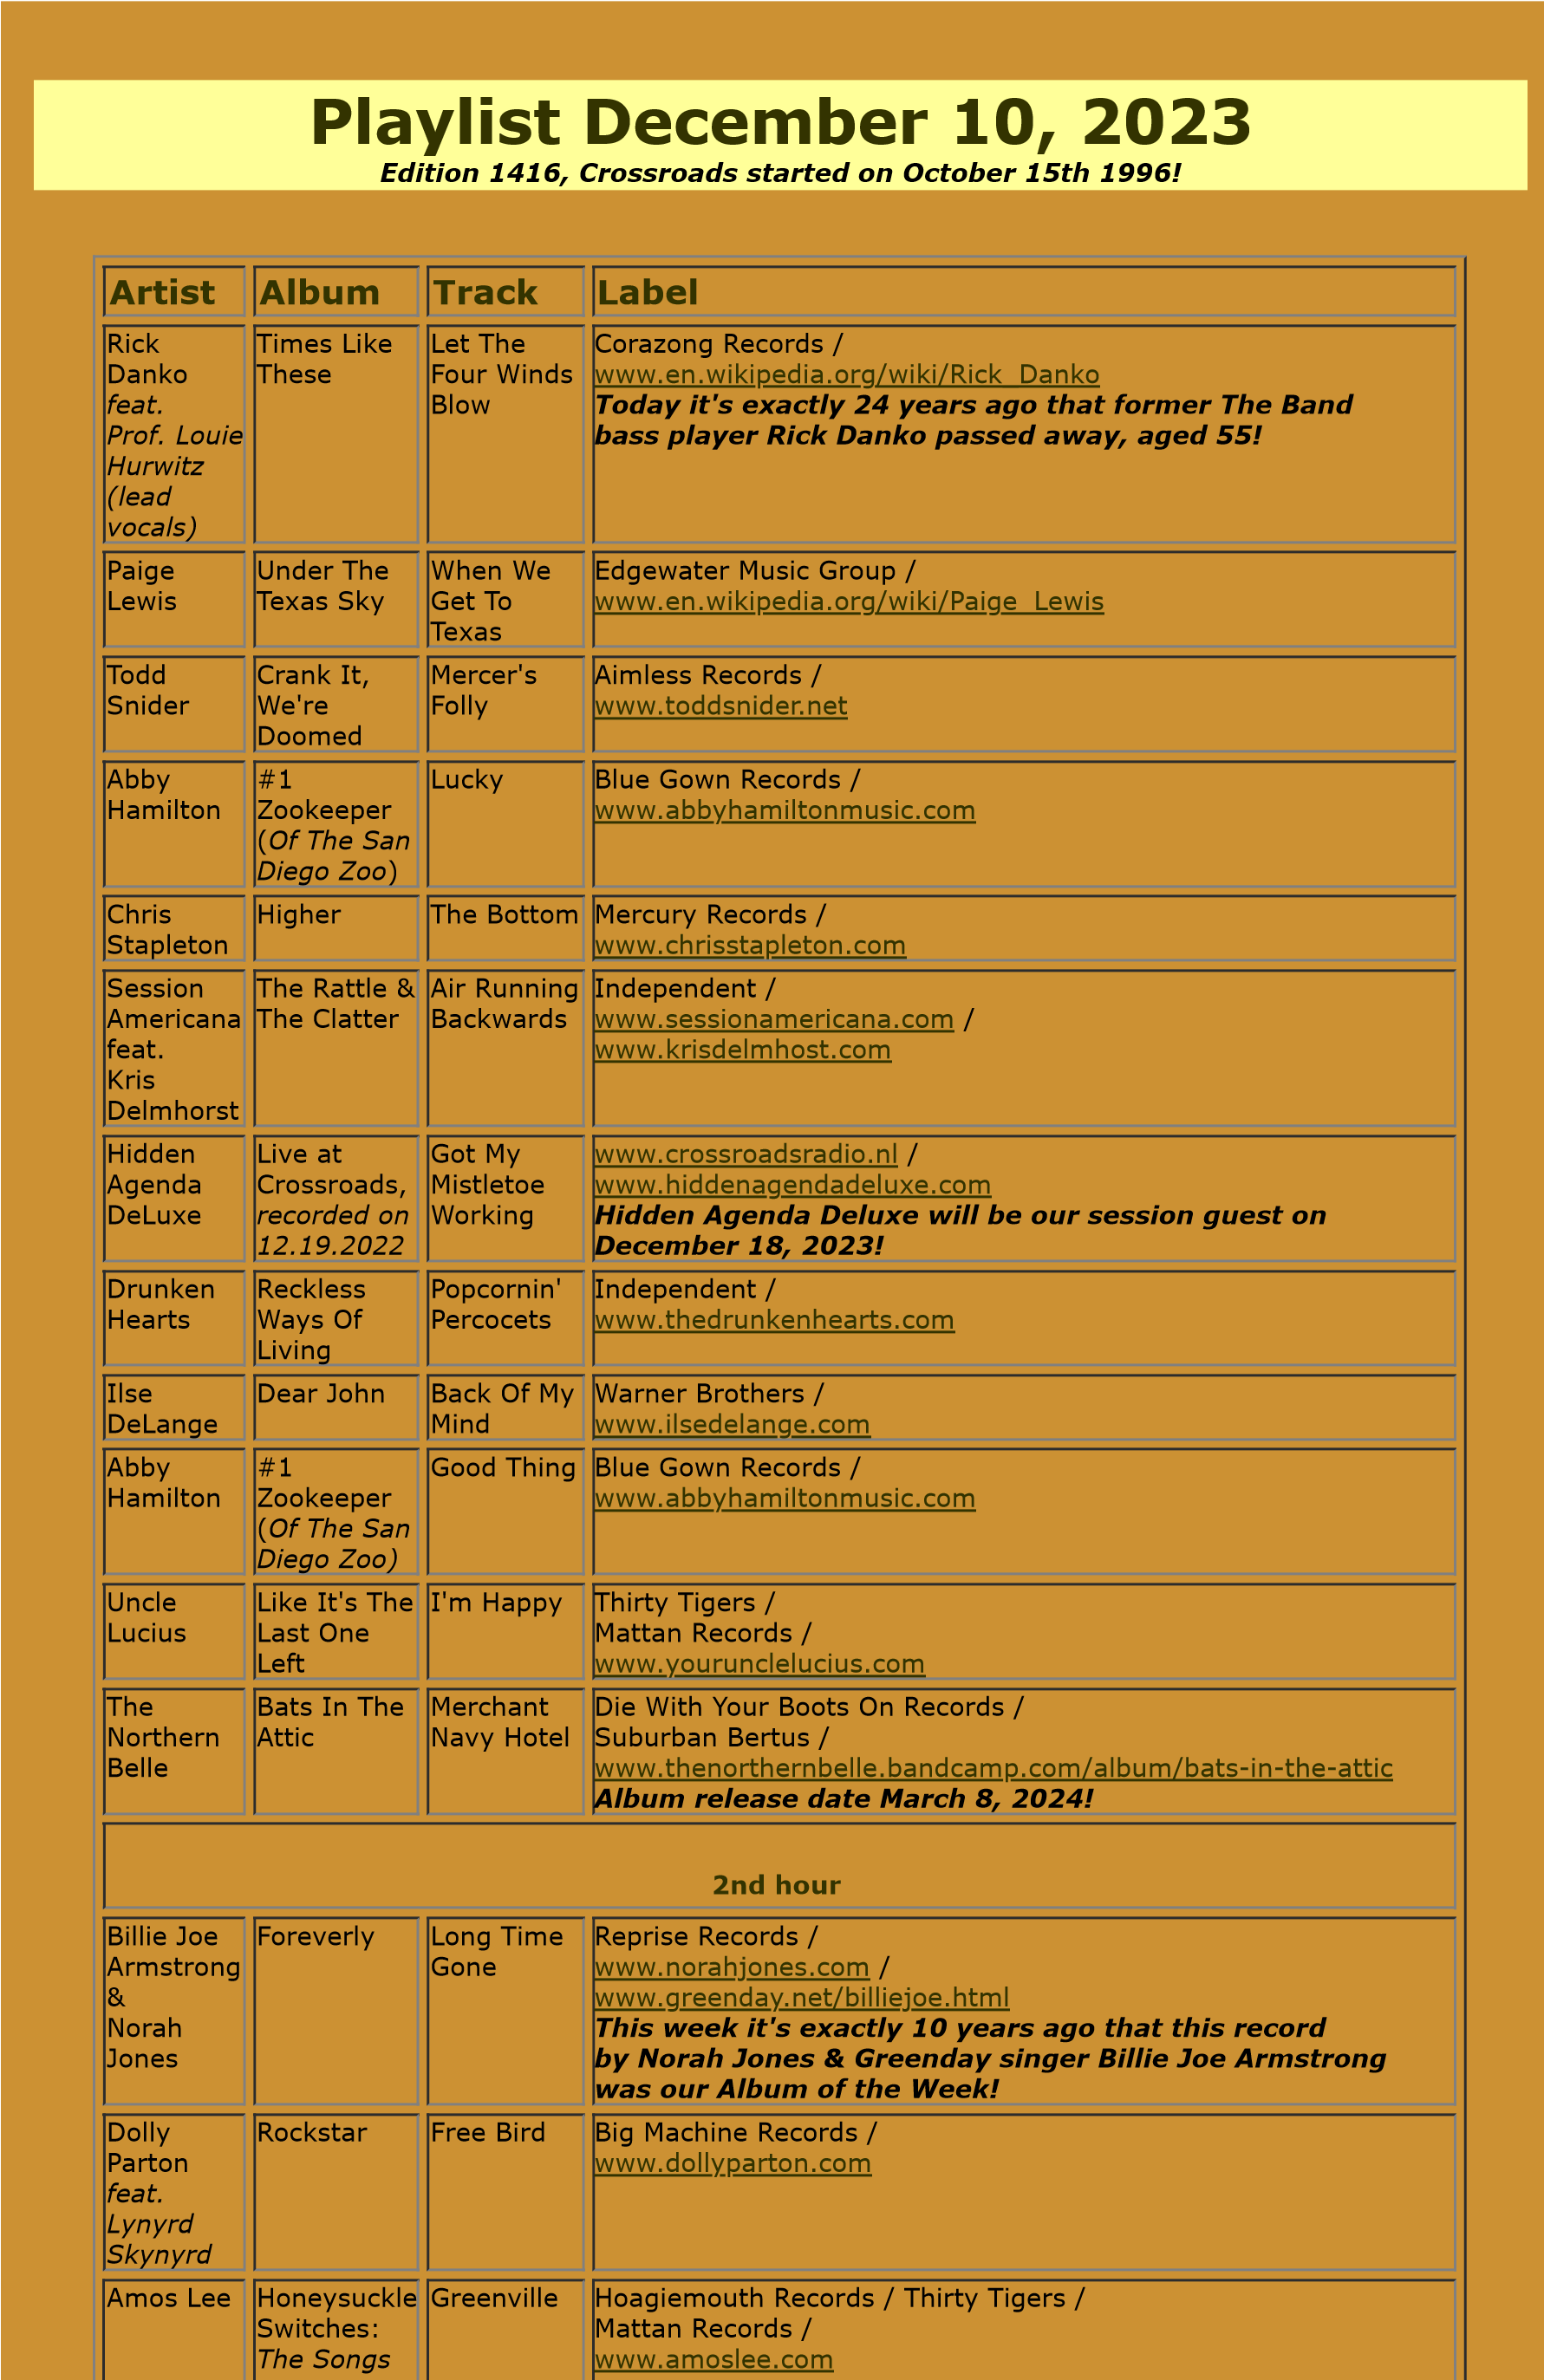 Playlist December 10, 2023
Edition 1416, Crossroads started on October 15th 1996!
Artist
Album
Track
Label
Rick
Danko
feat.
Prof. Louie
Hurwitz
(lead
vocals)
Times Like
These
Let The
Four Winds
Blow
Corazong Records /
www.en.wikipedia.org/wiki/Rick_Danko
Today it's exactly 24 years ago that former The Band
bass player Rick Danko passed away, aged 55!
Paige
Lewis
Under The
Texas Sky
When We
Get To
Texas
Edgewater Music Group /
www.en.wikipedia.org/wiki/Paige_Lewis
Todd
Snider
Crank It,
We're
Doomed
Mercer's
Folly
Aimless Records /
www.toddsnider.net
Abby
Hamilton
#1
Zookeeper
(Of The San
Diego Zoo)
Lucky
Blue Gown Records /
www.abbyhamiltonmusic.com
Chris
Stapleton
Higher
The Bottom
Mercury Records /
www.chrisstapleton.com
Session
Americana
feat.
Kris
Delmhorst
The Rattle &
The Clatter
Air Running
Backwards
Independent /
www.sessionamericana.com /
www.krisdelmhost.com
Hidden
Agenda
DeLuxe
Live at
Crossroads,
recorded on
12.19.2022
Got My
Mistletoe
Working
www.crossroadsradio.nl /
www.hiddenagendadeluxe.com
Hidden Agenda Deluxe will be our session guest on
December 18, 2023!
Drunken
Hearts
Reckless
Ways Of
Living
Popcornin'
Percocets
Independent /
www.thedrunkenhearts.com
Ilse
DeLange
Dear John
Back Of My
Mind
Warner Brothers /
www.ilsedelange.com
Abby
Hamilton
#1
Zookeeper
(Of The San
Diego Zoo)
Good Thing
Blue Gown Records /
www.abbyhamiltonmusic.com
Uncle
Lucius
Like It's The
Last One
Left
I'm Happy
Thirty Tigers /
Mattan Records /
www.yourunclelucius.com
The
Northern
Belle
Bats In The
Attic
Merchant
Navy Hotel
Die With Your Boots On Records /
Suburban Bertus /
www.thenorthernbelle.bandcamp.com/album/bats-in-the-attic
Album release date March 8, 2024!
2nd hour
Billie Joe
Armstrong
&
Norah
Jones
Foreverly
Long Time
Gone
Reprise Records /
www.norahjones.com /
www.greenday.net/billiejoe.html
This week it's exactly 10 years ago that this record
by Norah Jones & Greenday singer Billie Joe Armstrong
was our Album of the Week!
Dolly
Parton
feat.
Lynyrd
Skynyrd
Rockstar
Free Bird
Big Machine Records /
www.dollyparton.com
Amos Lee
Honeysuckle
Switches:
The Songs
Greenville
Hoagiemouth Records / Thirty Tigers /
Mattan Records /
www.amoslee.com